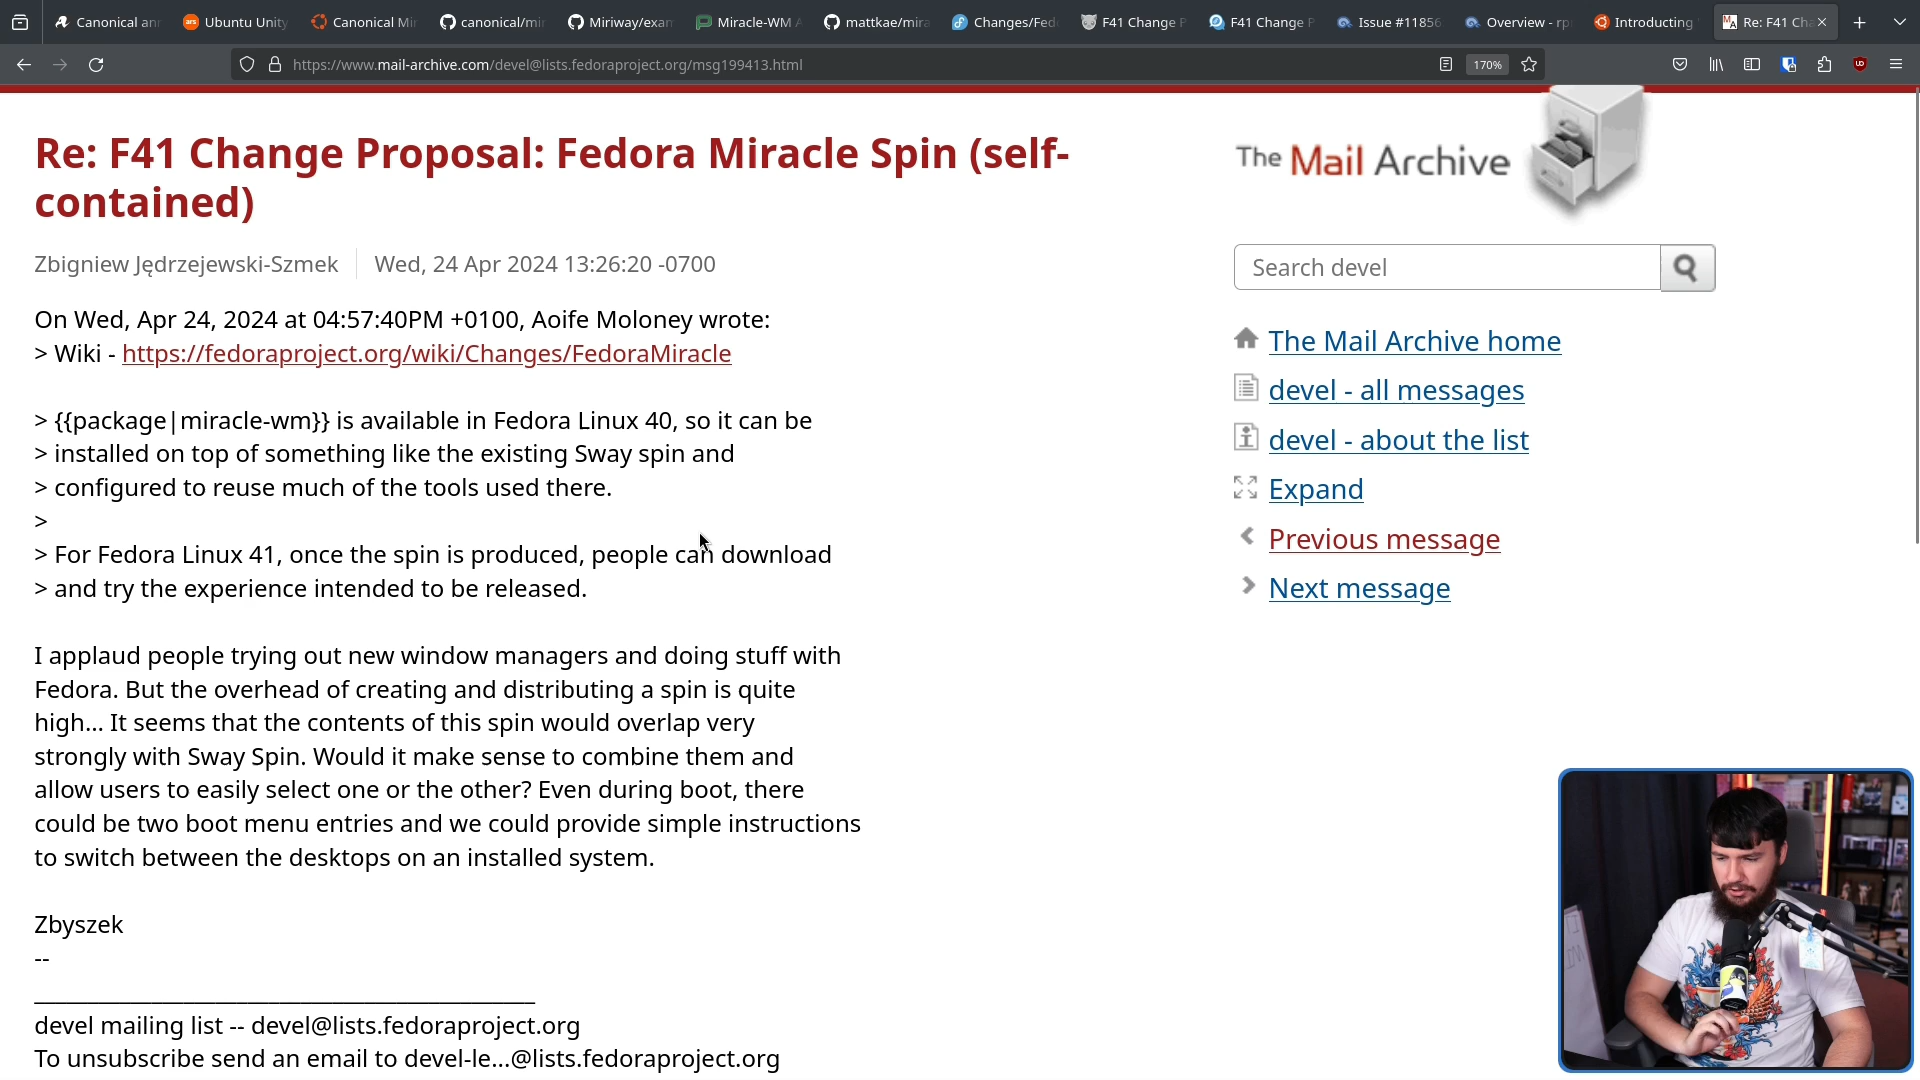 Canonical an
Ubuntu Unity
Canonical Mi
canonical/mi
Miriway/exa
Miracle-WM
mattkae/mira
Changes/Fed
F41 Change P
F41 Change P
Issue #11856
Overview - rp
Introducting
Re: F41 Cha
https://www.mail-archive.com/devel@lists.fedoraproject.org/msg199413.html
170%
Re: F41 Change Proposal: Fedora Miracle Spin (self-
contained)
Zbigniew Jędrzejewski-Szmek
Wed, 24 Apr 2024 13:26:20 -0700
On Wed, Apr 24, 2024 at 04:57:40PM +0100, Aoife Moloney wrote:
> Wiki - https://fedoraproject.org/wiki/Changes/FedoraMiracle
> {{package|miracle-wm}} is available in Fedora Linux 40, so it can be
> installed on top of something like the existing Sway spin and
> configured to reuse much of the tools used there.
>
> For Fedora Linux 41, once the spin is produced, people can download
> and try the experience intended to be released.
I applaud people trying out new window managers and doing stuff with
Fedora. But the overhead of creating and distributing a spin is quite
high… It seems that the contents of this spin would overlap very
strongly with Sway Spin. Would it make sense to combine them and
allow users to easily select one or the other? Even during boot, there
could be two boot menu entries and we could provide simple instructions
to switch between the desktops on an installed system.
Zbyszek
--
_______________________________________________
devel mailing list -- devel@lists.fedoraproject.org
To unsubscribe send an email to devel-le...@lists.fedoraproject.org
The Mail Archive
Search devel
The Mail Archive home
devel - all messages
devel - about the list
Expand
Previous message
Next message